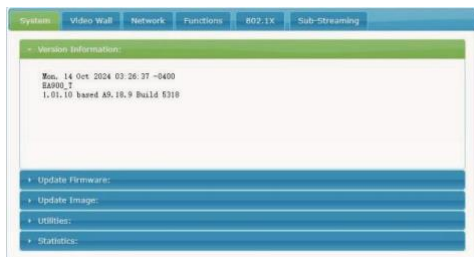 System Video Wall Network Functions 802.1X Sub-Streaming
Version Information:
Mon, 14 Oct 2024 03:26:37 -0400
EA900_T
1.01.10 based A9.18.9 Build 5318
Update Firmware:
Update Image:
Utilities:
Statistics: